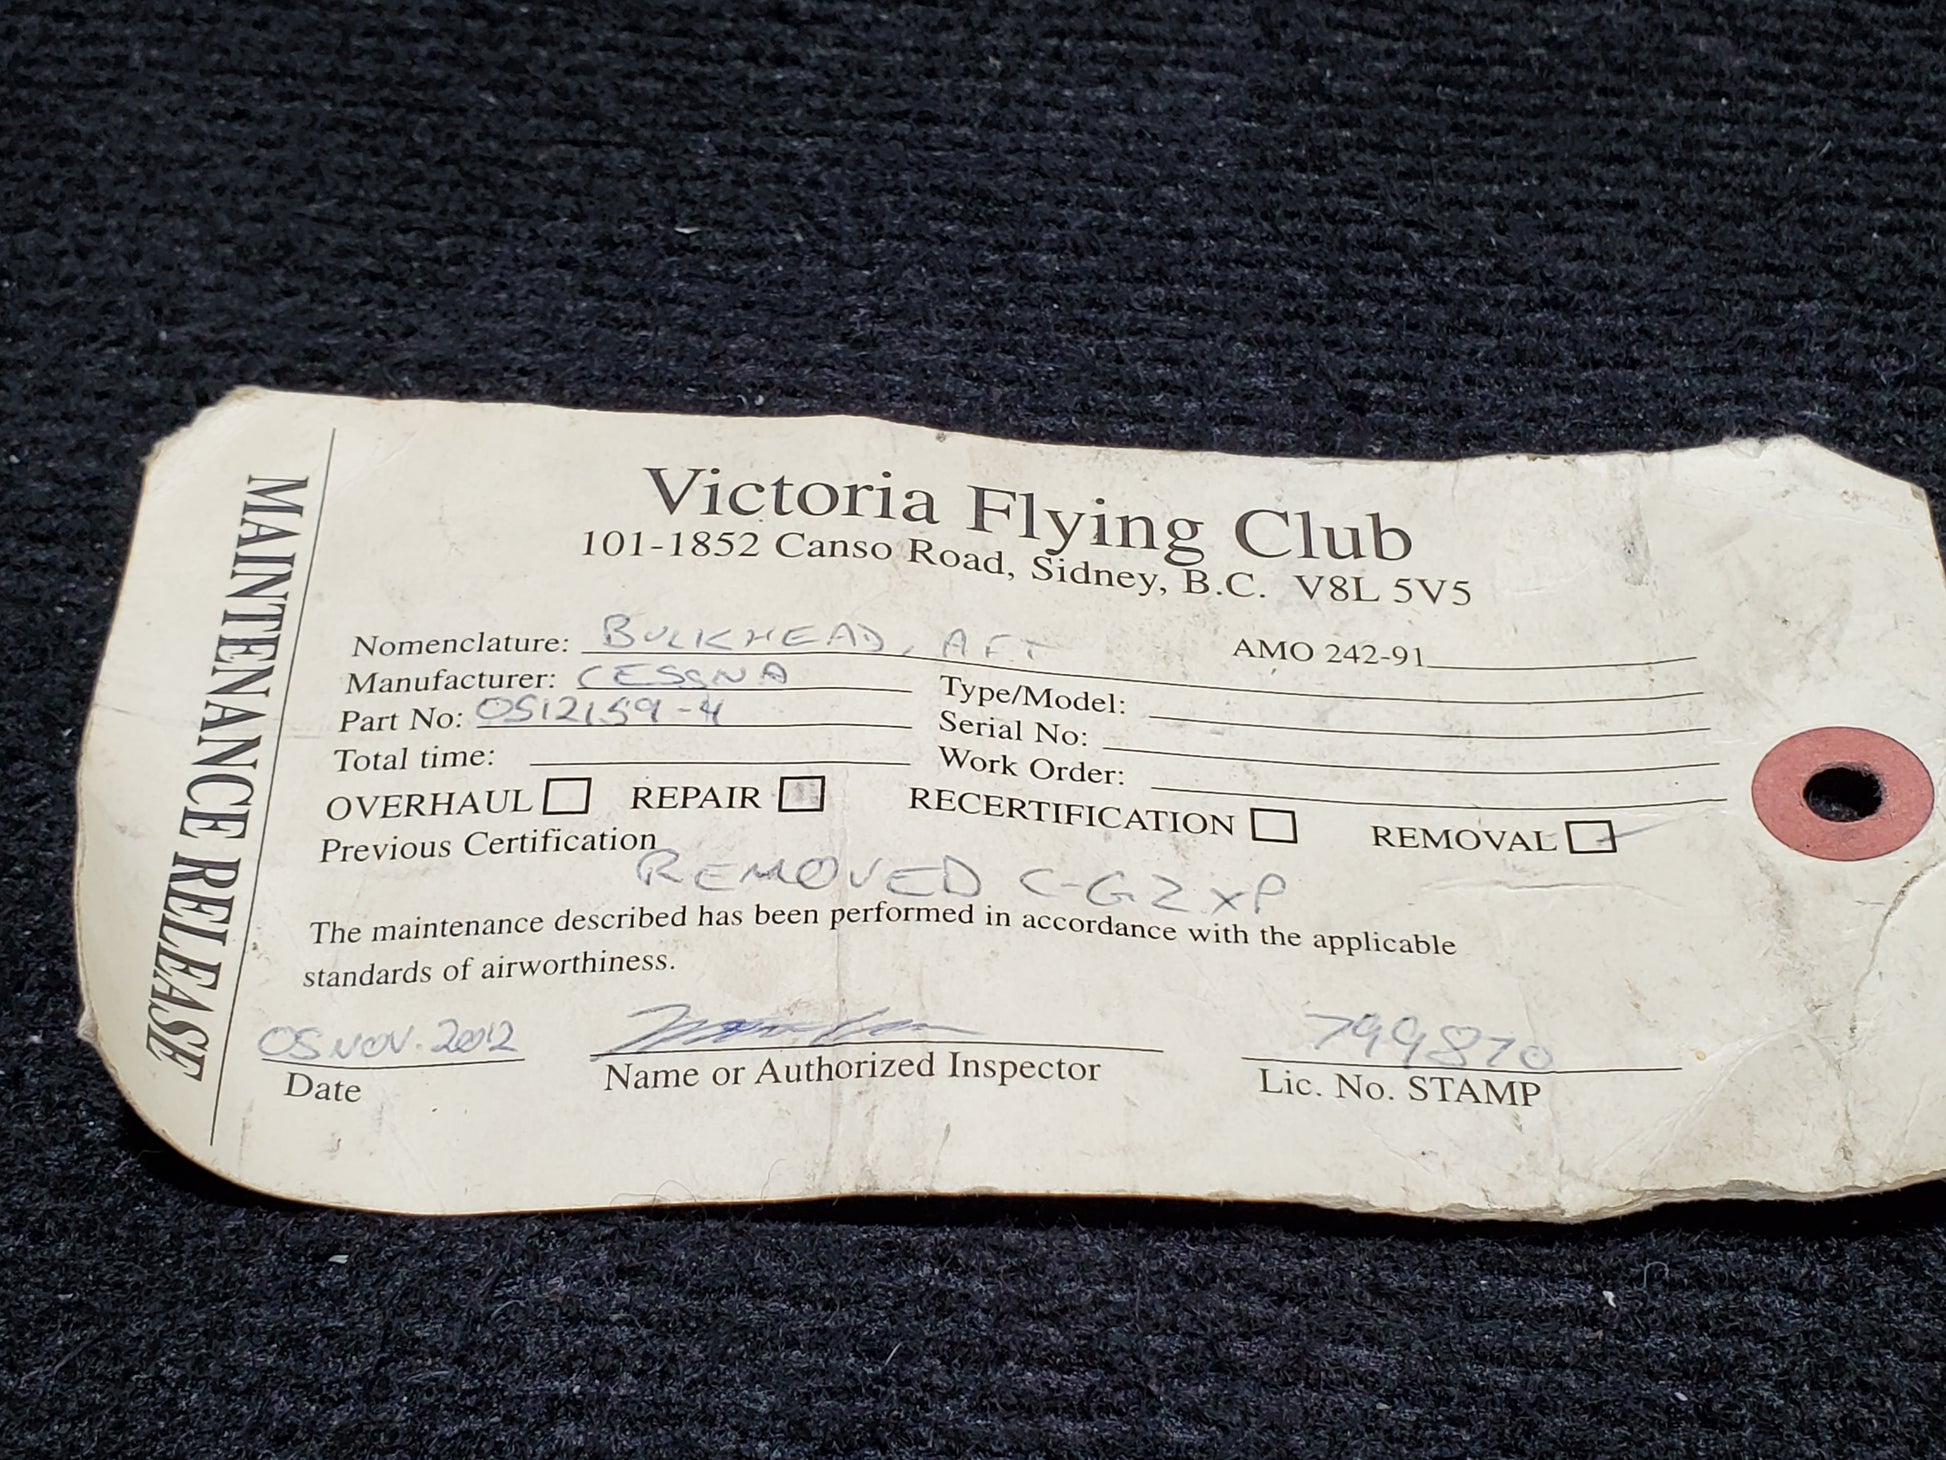 MAINTENANCE RELEASE
Victoria Flying Club
101-1852 Canso Road, Sidney, B.C. V8L 5V5
Nomenclature: BULKHEAD, AFT AMO 242-91
Manufacturer: CESSNA Type/Model:
Part No: 0512159-4 Serial No:
Total time: Work Order:
OVERHAUL REPAIR RECERTIFICATION REMOVAL
Previous Certification
REMOVED C-GZXP
The maintenance described has been performed in accordance with the applicable
standards of airworthiness.
05 NOV. 2012 799870
Date Name or Authorized Inspector Lic. No. STAMP